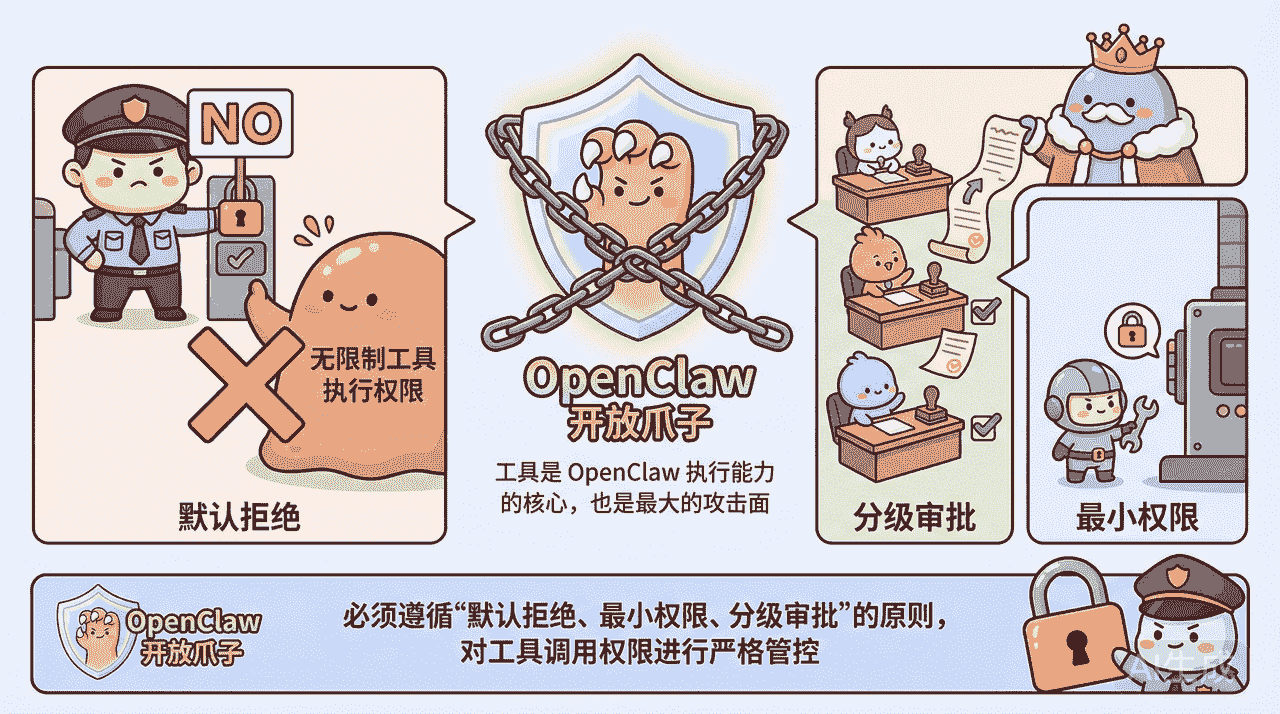 NO
无限制工具
执行权限
默认拒绝
OpenClaw
开放爪子
工具是 OpenClaw 执行能力
的核心，也是最大的攻击面
分级审批
最小权限
OpenClaw
开放爪子
必须遵循“默认拒绝、最小权限、分级审批”的原则，
对工具调用权限进行严格管控
AI生成